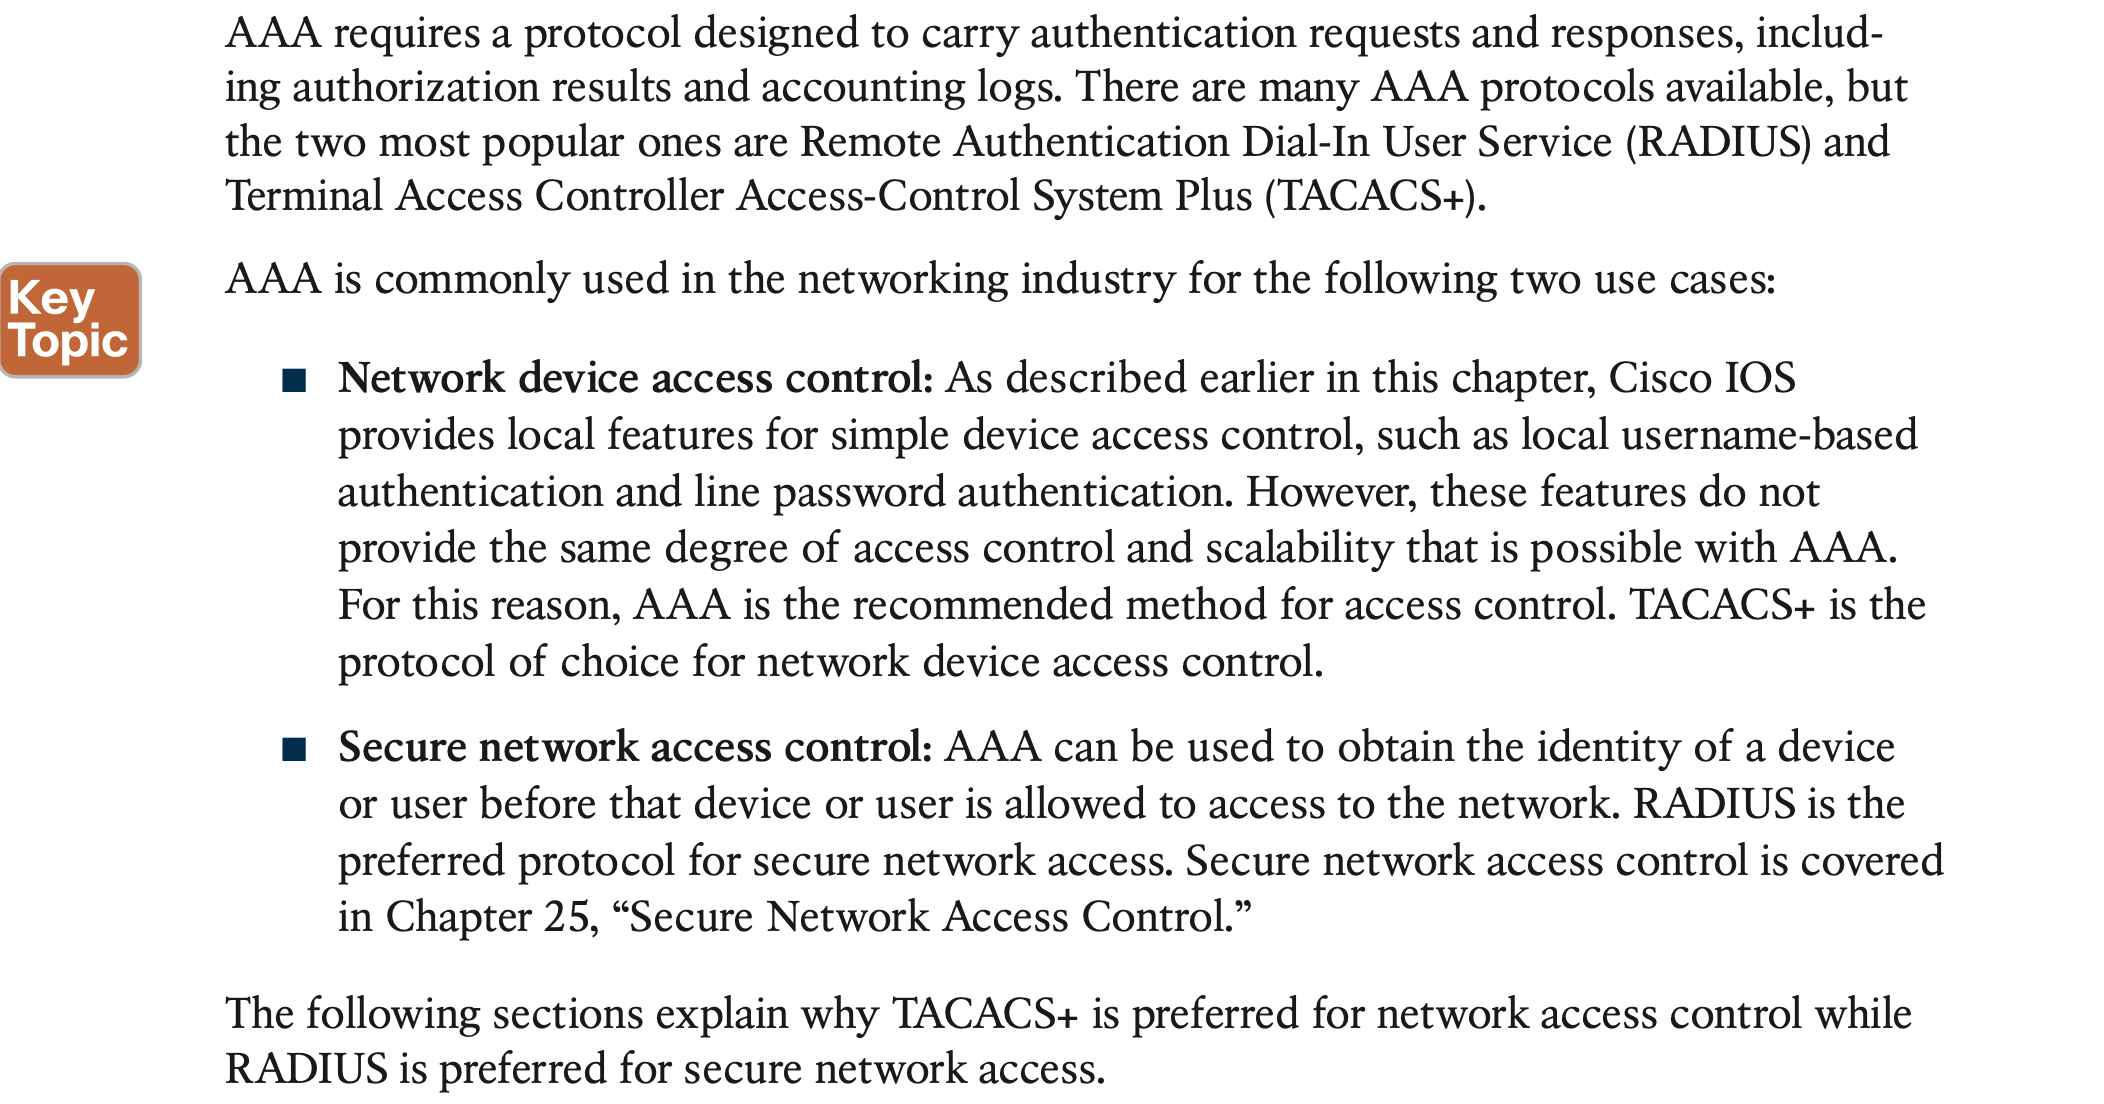 AAA requires a protocol designed to carry authentication requests and responses, includ-
ing authorization results and accounting logs. There are many AAA protocols available, but
the two most popular ones are Remote Authentication Dial-In User Service (RADIUS) and
Terminal Access Controller Access-Control System Plus (TACACS+).
Key
Topic
AAA is commonly used in the networking industry for the following two use cases:
■ Network device access control: As described earlier in this chapter, Cisco IOS
provides local features for simple device access control, such as local username-based
authentication and line password authentication. However, these features do not
provide the same degree of access control and scalability that is possible with AAA.
For this reason, AAA is the recommended method for access control. TACACS+ is the
protocol of choice for network device access control.
■ Secure network access control: AAA can be used to obtain the identity of a device
or user before that device or user is allowed to access to the network. RADIUS is the
preferred protocol for secure network access. Secure network access control is covered
in Chapter 25, “Secure Network Access Control.”
The following sections explain why TACACS+ is preferred for network access control while
RADIUS is preferred for secure network access.